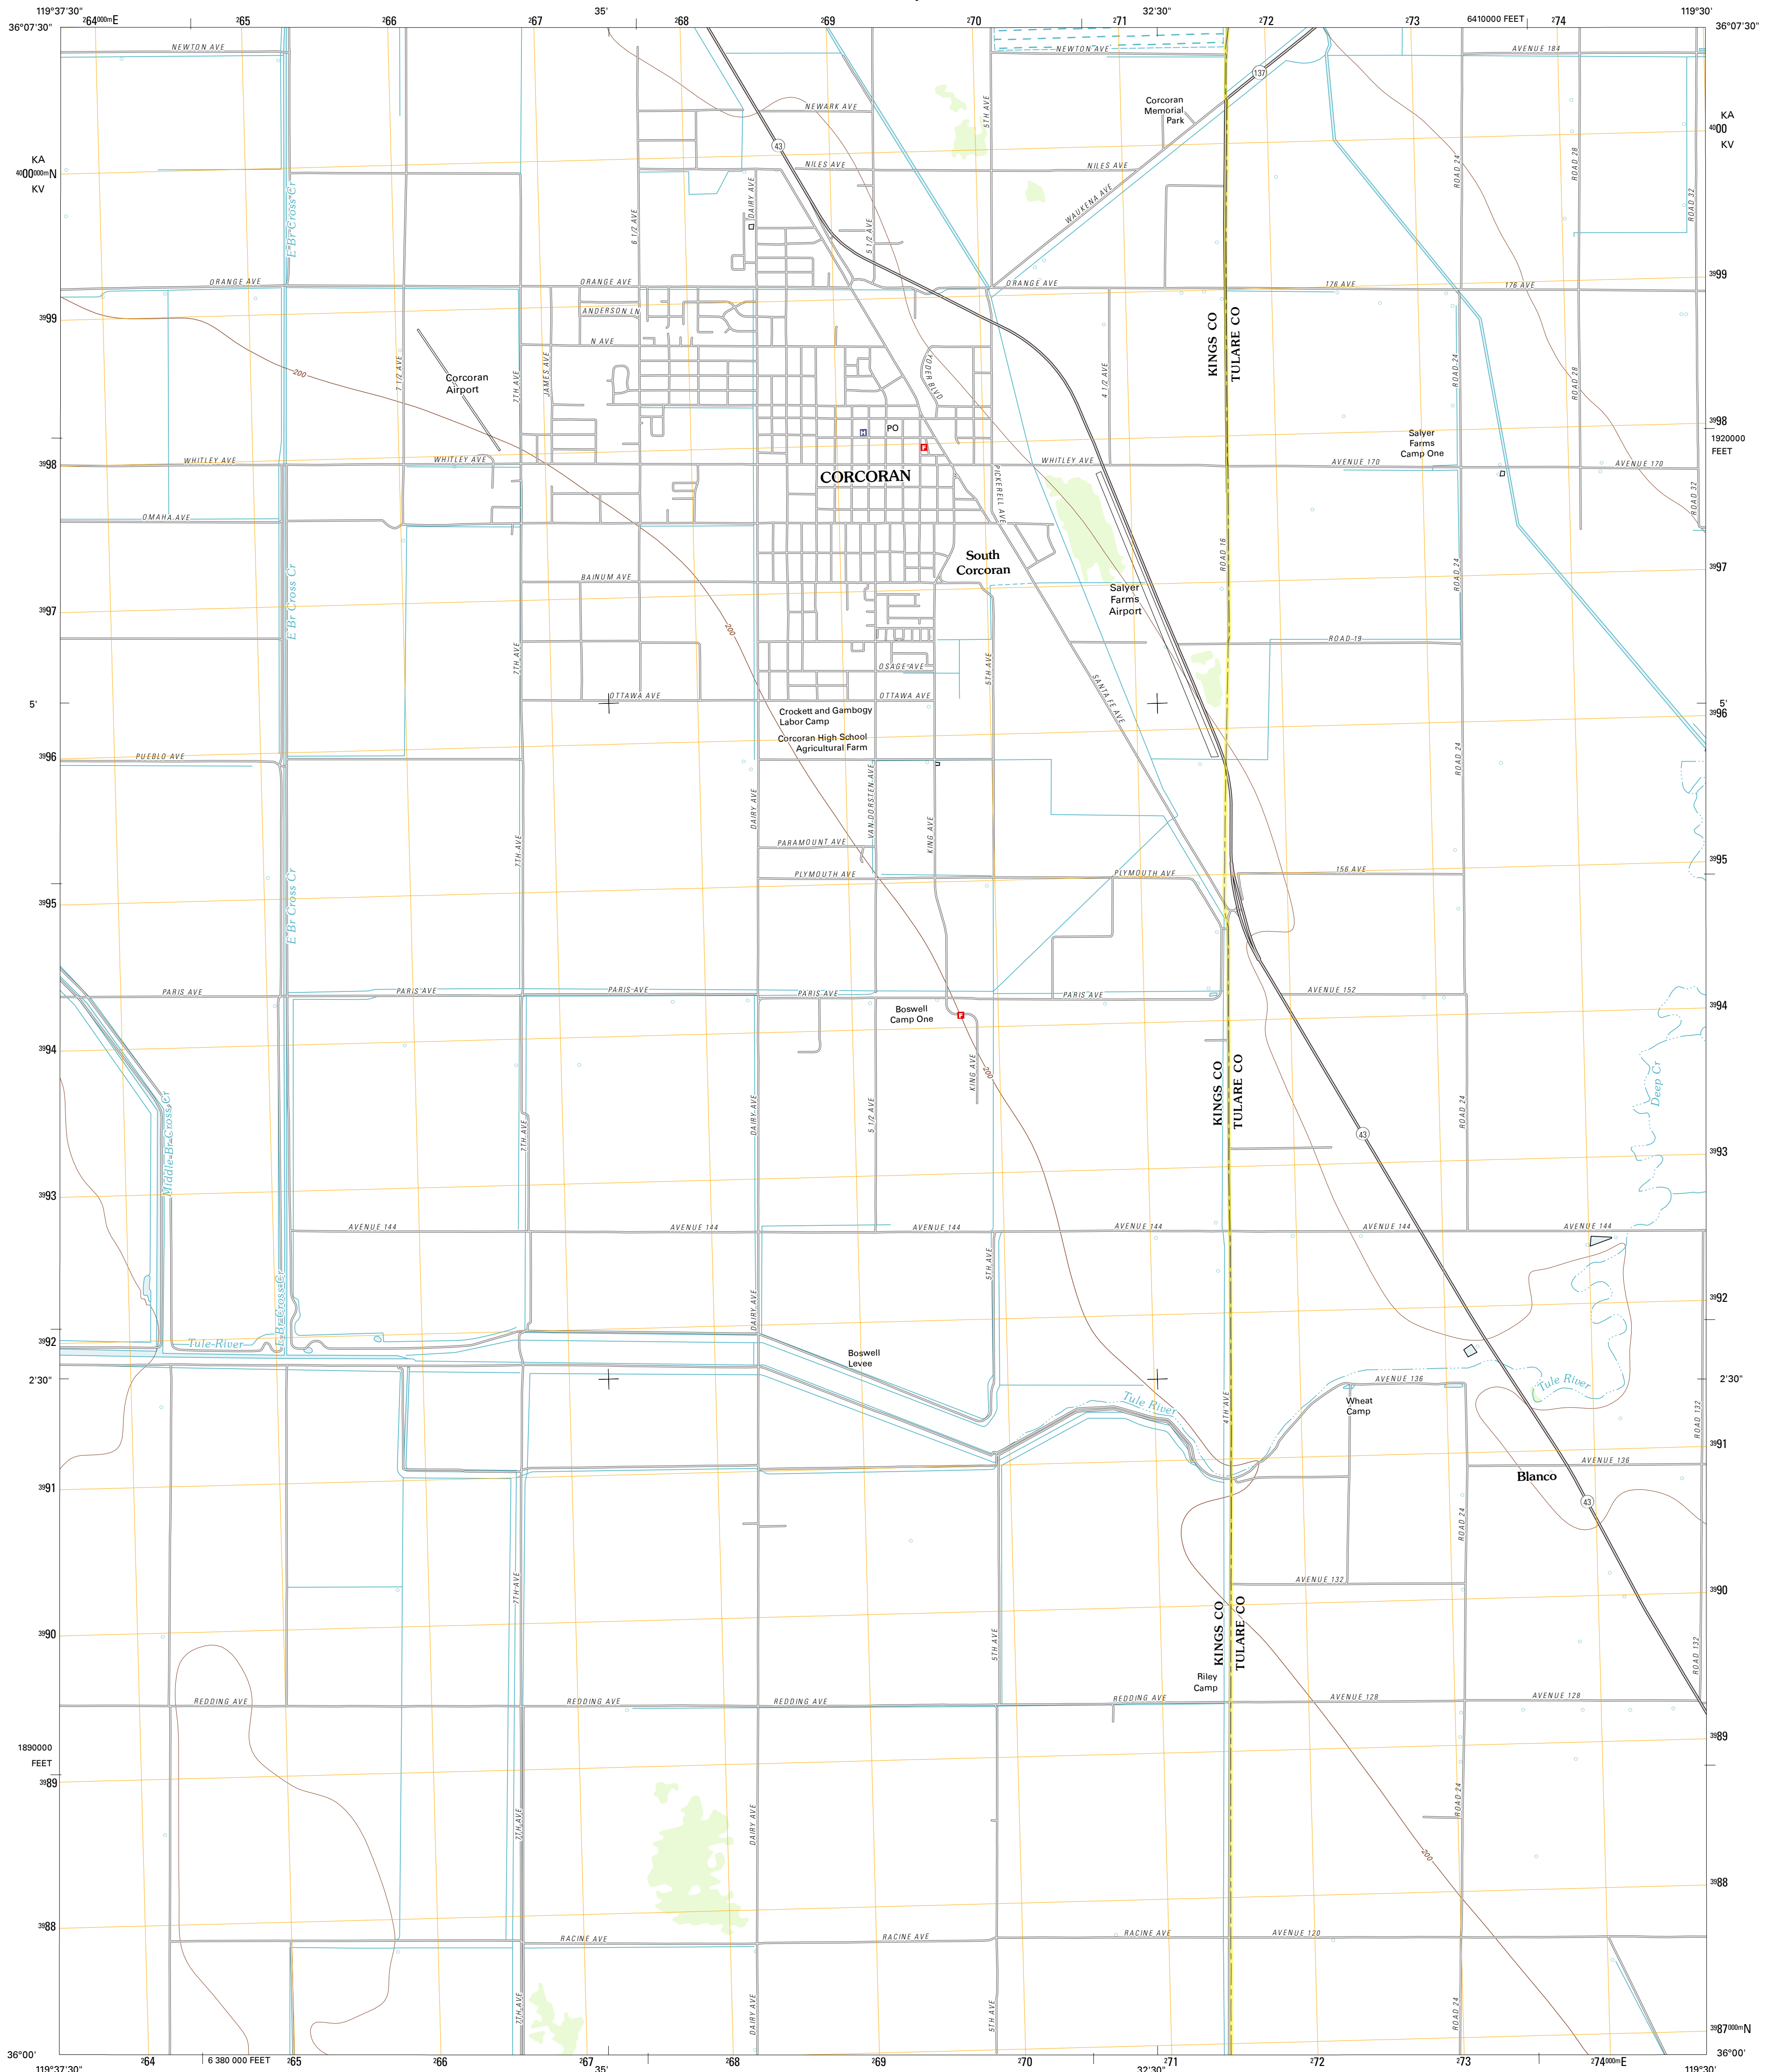 119°37'30"
264000mE
265
266
267
35'
268
269
270
271
32'30"
272
273
6410000 FEET
274
119°30'
36°07'30"
36°07'30"
NEWTON AVE
NEWTON AVE
AVENUE 184
137
Corcoran
Memorial
Park
NEWARK AVE
5TH AVE
43
KA
KV
4000000mN
KA
KV
4000
NILES AVE
NILES AVE
ROAD 24
ROAD 28
ROAD 32
E Br Cross Cr
6 1/2 AVE
DAIRY AVE
5 1/2 AVE
WAUKENA AVE
ORANGE AVE
ORANGE AVE
ORANGE AVE
176 AVE
176 AVE
3999
3999
ANDERSON LN
KINGS CO
TULARE CO
N AVE
200
7 1/2 AVE
Corcoran
Airport
7TH AVE
JAMES AVE
YODER BLVD
4 1/2 AVE
ROAD 24
ROAD 28
H
PO
F
Salyer
Farms
Camp One
3998
1920000
FEET
3998
WHITLEY AVE
WHITLEY AVE
WHITLEY AVE
AVENUE 170
AVENUE 170
CORCORAN
PICKERELL AVE
ROAD 32
OMAHA AVE
South
Corcoran
ROAD 16
E Br Cross Cr
BAINUM AVE
Salyer
Farms
Airport
ROAD 24
3997
3997
200
ROAD 19
7TH AVE
OSAGE AVE
5TH AVE
SANTA FE AVE
OTTAWA AVE
OTTAWA AVE
5'
5'
3996
Crockett and Gambogy
Labor Camp
Corcoran High School
Agricultural Farm
3996
PUEBLO AVE
ROAD 24
DAIRY AVE
VAN DORSTEN AVE
KING AVE
7TH AVE
PARAMOUNT AVE
PLYMOUTH AVE
PLYMOUTH AVE
156 AVE
3995
3995
E Br Cross Cr
PARIS AVE
PARIS AVE
PARIS AVE
PARIS AVE
PARIS AVE
AVENUE 152
3994
3994
Boswell
Camp One
F
200
KING AVE
KINGS CO
TULARE CO
Deep Cr
Middle Br Cross Cr
7TH AVE
DAIRY AVE
5 1/2 AVE
ROAD 24
43
3993
3993
AVENUE 144
AVENUE 144
AVENUE 144
AVENUE 144
AVENUE 144
AVENUE 144
5TH AVE
E Br Cross Cr
DAIRY AVE
3992
3992
Tule River
Boswell
Levee
2'30"
2'30"
Tule River
4TH AVE
AVENUE 136
Wheat
Camp
Tule River
ROAD 132
3991
3991
AVENUE 136
Blanco
43
ROAD 24
7TH AVE
AVENUE 132
3990
3990
KINGS CO
TULARE CO
5TH AVE
ROAD 132
Riley
Camp
REDDING AVE
REDDING AVE
REDDING AVE
REDDING AVE
AVENUE 128
AVENUE 128
1890000
FEET
3989
3989
7TH AVE
DAIRY AVE
ROAD 24
200
3988
3988
RACINE AVE
RACINE AVE
RACINE AVE
AVENUE 120
7TH AVE
DAIRY AVE
5TH AVE
ROAD 24
3987000mN
36°00'
36°00'
119°37'30"
264
6 380 000 FEET
265
266
267
35'
268
269
270
32'30"
271
272
273
274000mE
119°30'